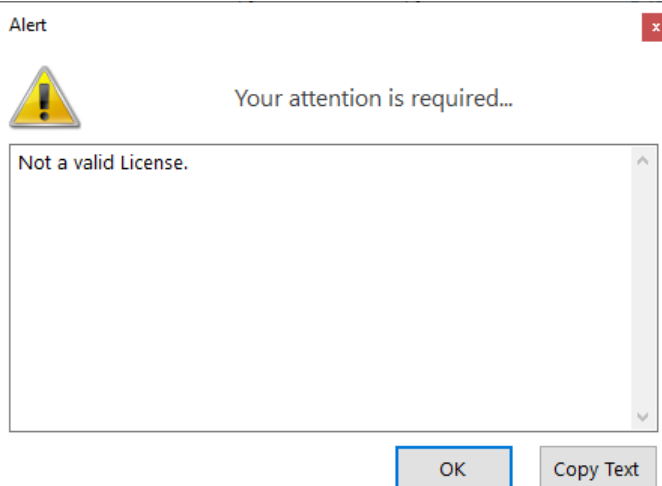 Alert
x
Your attention is required...
Not a valid License.
OK
Copy Text